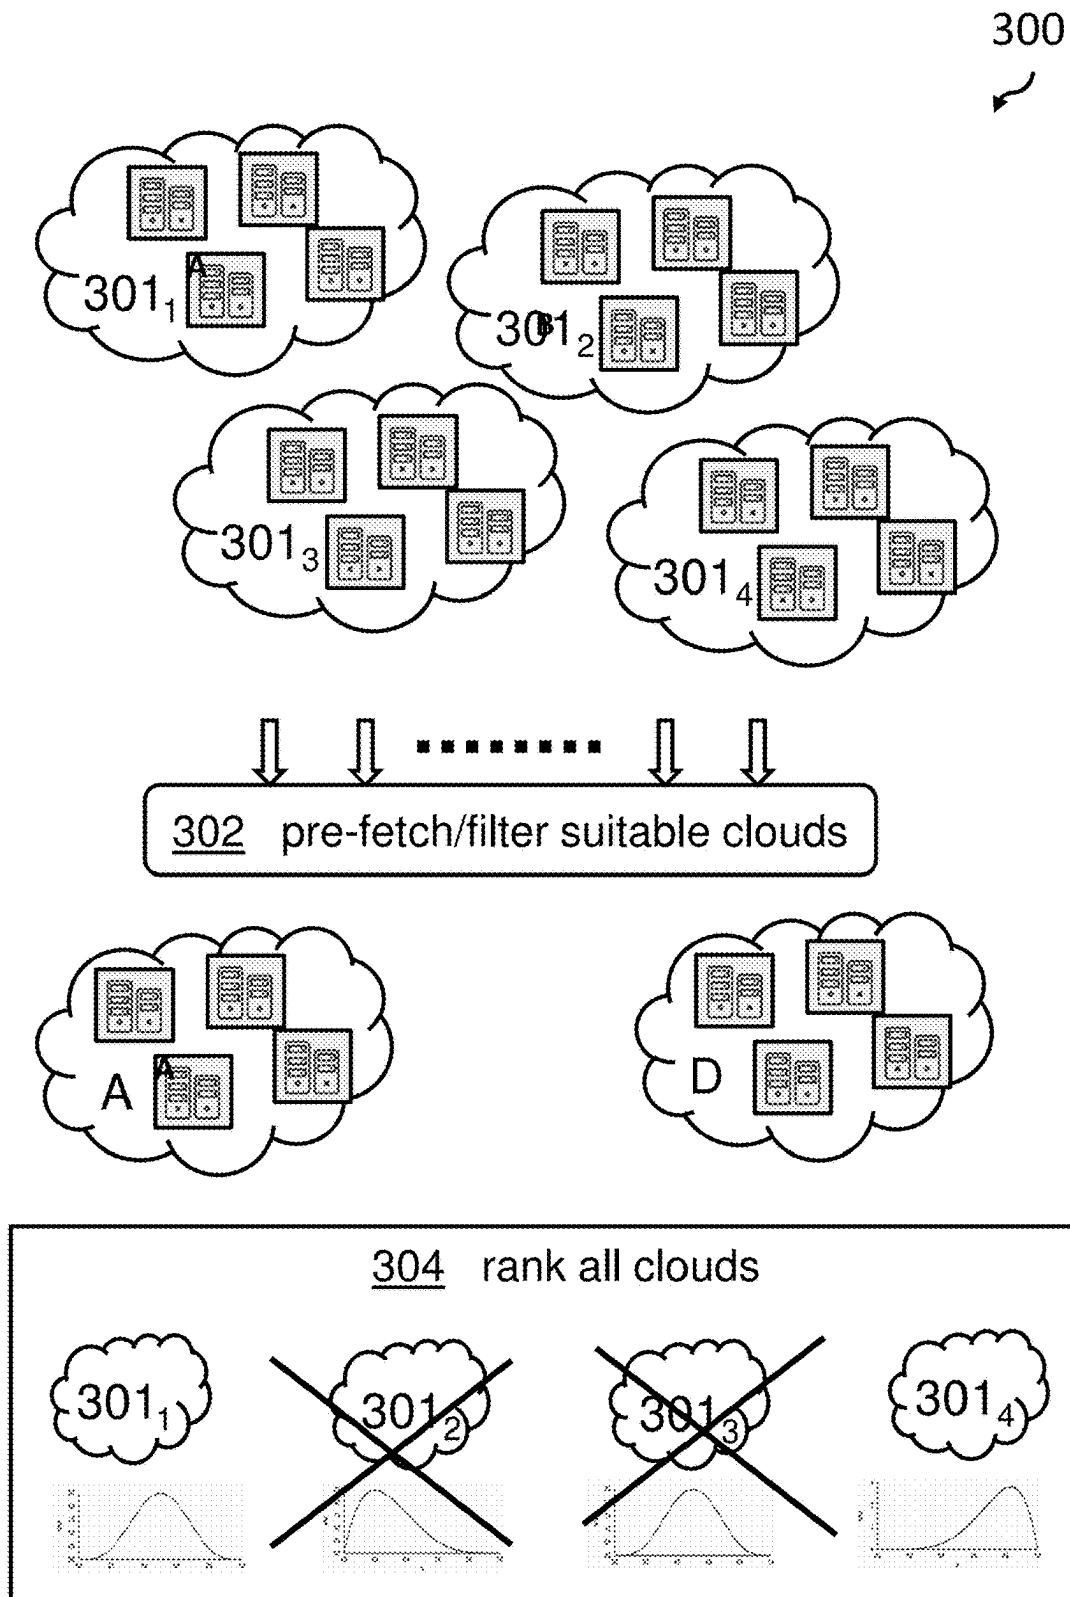 300
A
301₁
B
301₂
301₃
301₄
302 pre-fetch/filter suitable clouds
A
A
D
304 rank all clouds
301₁
301₂
301₃
301₄